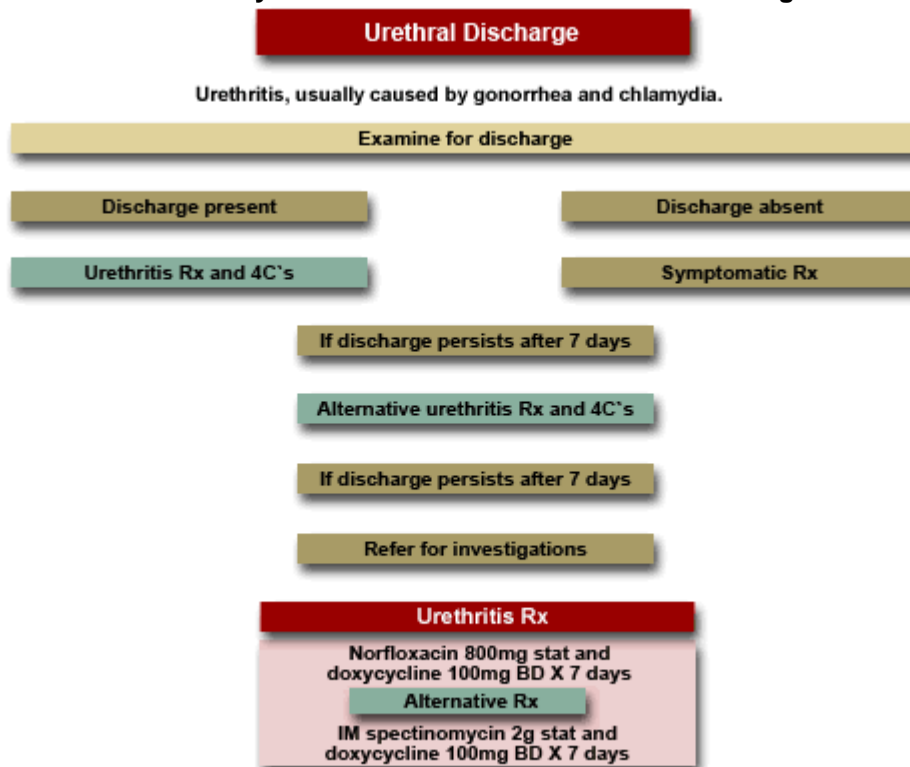 Urethral Discharge
Urethritis, usually caused by gonorrhea and chlamydia.
Examine for discharge
Discharge present
Discharge absent
Urethritis Rx and 4C`s
Symptomatic Rx
If discharge persists after 7 days
Alternative urethritis Rx and 4C`s
If discharge persists after 7 days
Refer for investigations
Urethritis Rx
Norfloxacin 800mg stat and
doxycycline 100mg BD X 7 days
Alternative Rx
IM spectinomycin 2g stat and
doxycycline 100mg BD X 7 days